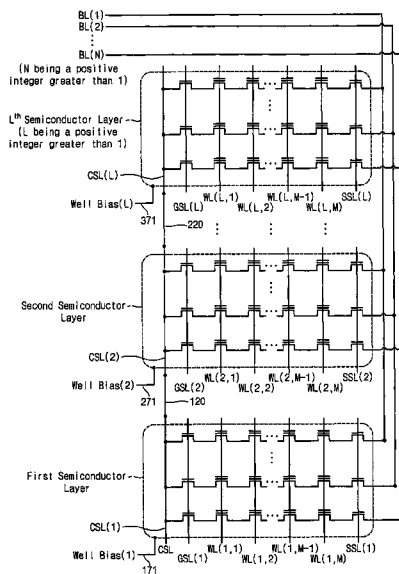 BL(1)
BL(2)
BL(N)
(N being a positive
integer greater than 1)
Lth Semiconductor Layer
(L being a positive
integer greater than 1)
CSL(L)
Well Bias(L)
371
GSL(L)
WL(L,1)
WL(L,2)
WL(L,M-1)
WL(L,M)
SSL(L)
220
Second Semiconductor
Layer
CSL(2)
Well Bias(2)
271
GSL(2)
WL(2,1)
WL(2,2)
WL(2,M-1)
WL(2,M)
SSL(2)
120
First Semiconductor
Layer
CSL(1)
Well Bias(1)
171
CSL
GSL(1)
WL(1,1)
WL(1,2)
WL(1,M-1)
WL(1,M)
SSL(1)